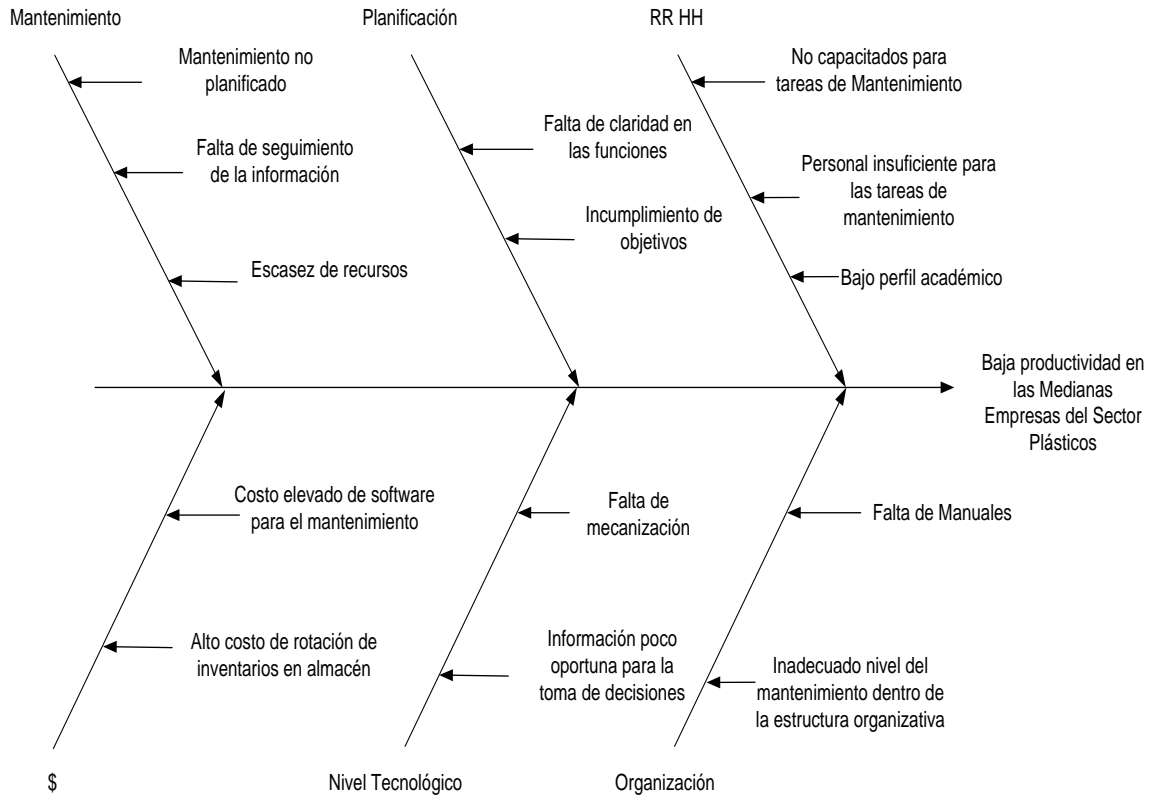 Mantenimiento
Planificación
RR HH
Mantenimiento no
planificado
Falta de seguimiento
de la información
Escasez de recursos
Falta de claridad en
las funciones
Incumplimiento de
objetivos
No capacitados para
tareas de Mantenimiento
Personal insuficiente para
las tareas de
mantenimiento
Bajo perfil académico
Baja productividad en
las Medianas
Empresas del Sector
Plásticos
Costo elevado de software
para el mantenimiento
Alto costo de rotación de
inventarios en almacén
Falta de
mecanización
Información poco
oportuna para la
toma de decisiones
Falta de Manuales
Inadecuado nivel del
mantenimiento dentro de
la estructura organizativa
$
Nivel Tecnológico
Organización